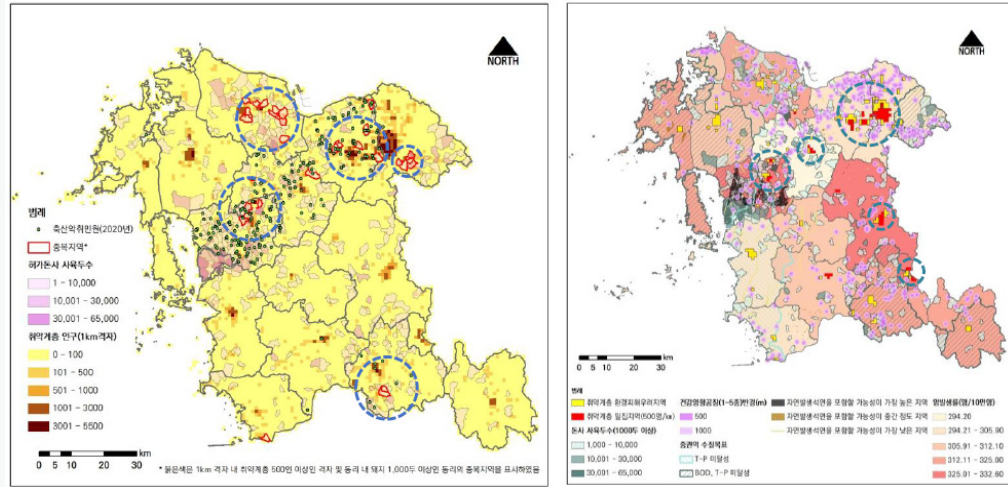 NORTH
범례
축산악취민원(2020년)
중복지역*
허가돈사 사육두수
1 - 10,000
10,001 - 30,000
30,001 - 65,000
취약계층 인구(1km격자)
0 - 100
101 - 500
501 - 1000
1001 - 3000
3001 - 5500
0 5 10 20 30 40 km
* 붉은색은 1km 격자 내 취약계층 500인 이상인 격자 및 동리 내 돼지 1,000두 이상인 동리의 중복지역을 표시하였음
NORTH
0 5 10 20 30 km
범례
취약계층 환경피해우려지역
취약계층 밀집지역(500명/㎢)
돈사 사육두수(1000두 이상)
1,000 - 10,000
10,001 - 30,000
30,001 - 65,000
건강영향공장(1~5종)반경(m)
500
1000
중권역 수질목표
T-P 미달성
BOD, T-P 미달성
자연발생석면을 포함할 가능성이 가장 높은 지역
자연발생석면을 포함할 가능성이 중간 정도 지역
자연발생석면을 포함할 가능성이 가장 낮은 지역
암발생률(명/10만명)
294.20
294.21 - 305.90
305.91 - 312.10
312.11 - 325.00
325.01 - 332.60